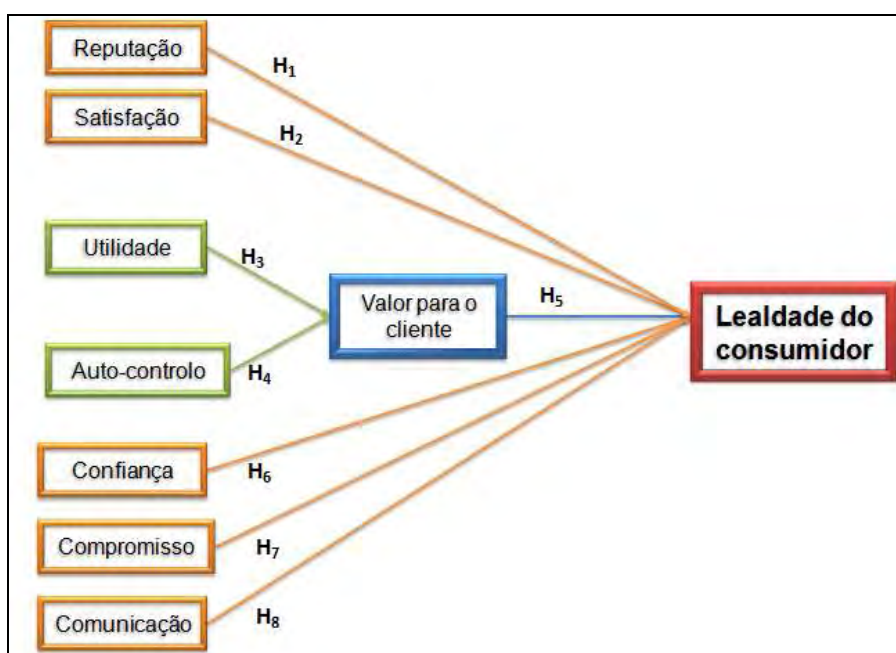 Reputação
H₁
Satisfação
H₂
Utilidade
H₃
Valor para o
cliente
H₅
Lealdade do
consumidor
Auto-controlo
H₄
Confiança
H₆
Compromisso
H₇
Comunicação
H₈